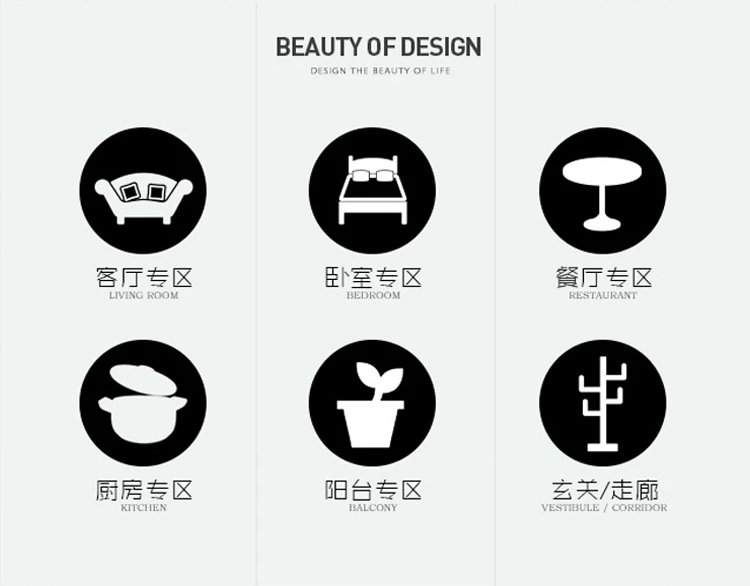 BEAUTY OF DESIGN
DESIGN THE BEAUTY OF LIFE
客厅专区
LIVING ROOM
卧室专区
BEDROOM
餐厅专区
RESTAURANT
厨房专区
KITCHEN
阳台专区
BALCONY
玄关/走廊
VESTIBULE / CORRIDOR